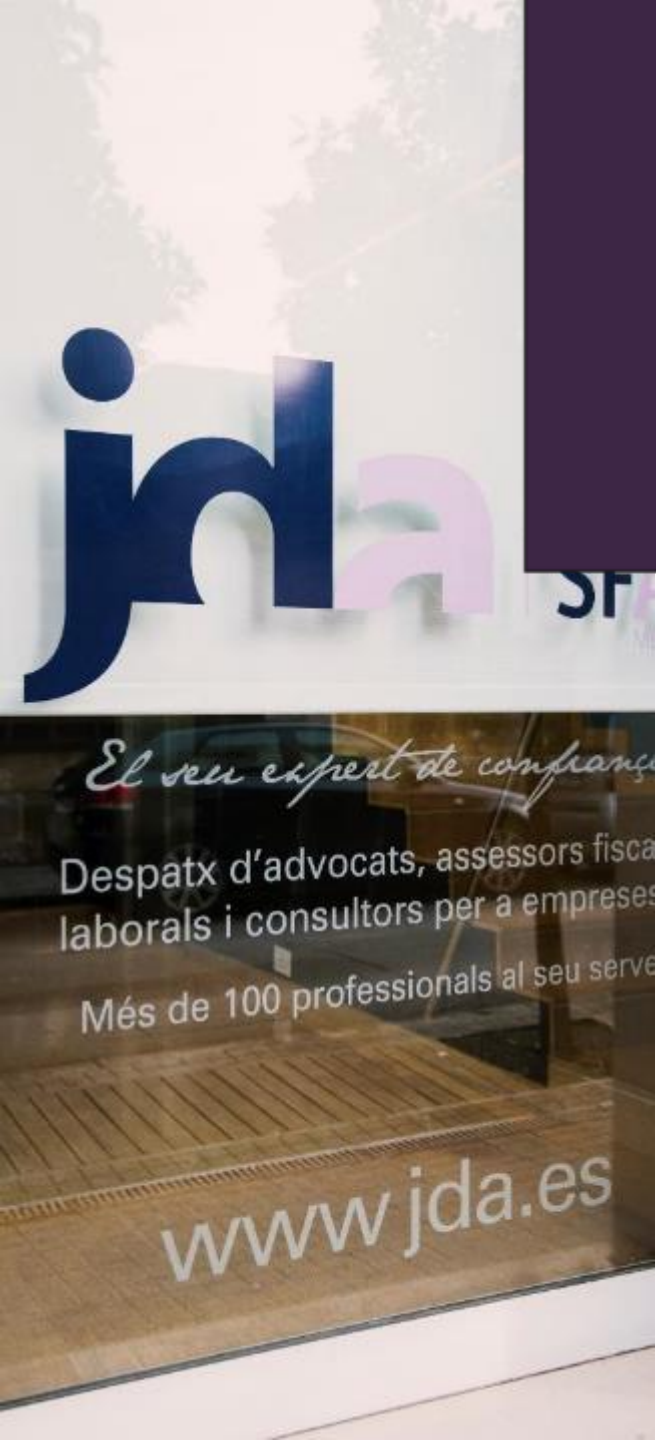 jda
SF
El seu expert de
Despatx d'advocats, assessors
laborals i consultors per a
Més de 100 professionals al seu
www.jda.es